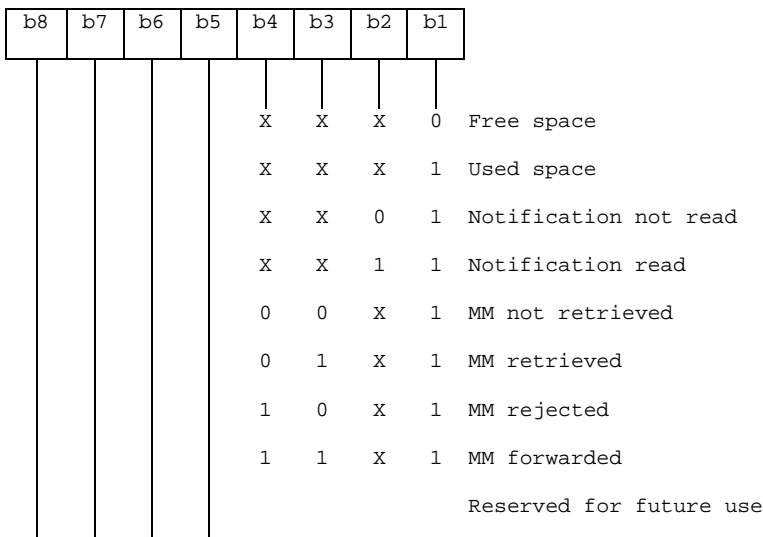 b8 b7 b6 b5 b4 b3 b2 b1
X X X 0 Free space
X X X 1 Used space
X X 0 1 Notification not read
X X 1 1 Notification read
0 0 X 1 MM not retrieved
0 1 X 1 MM retrieved
1 0 X 1 MM rejected
1 1 X 1 MM forwarded
Reserved for future use